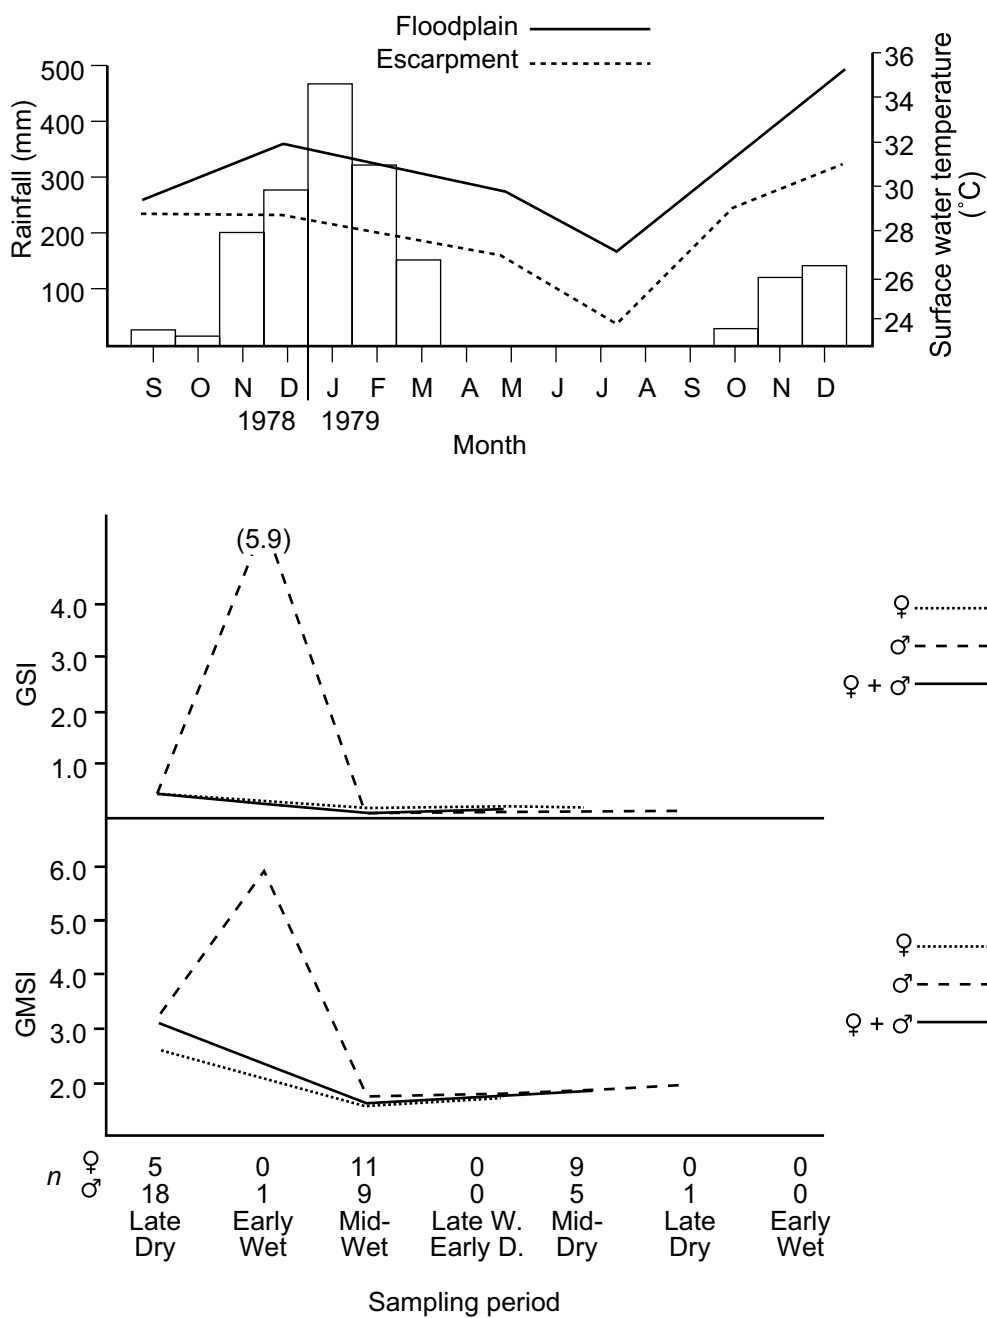 Floodplain
Escarpment
Rainfall (mm)
500
400
300
200
100
36
34
32
30
28
26
24
Surface water temperature
(˚C)
S O N D J F M A M J J A S O N D
1978 1979
Month
(5.9)
GSI
4.0
3.0
2.0
1.0
♀
♂
♀ + ♂
GMSI
6.0
5.0
4.0
3.0
2.0
♀
♂
♀ + ♂
n
♀ 5 0 11 0 9 0 0
♂ 18 1 9 0 5 1 0
Late Early Mid- Late W. Mid- Late Early
Dry Wet Wet Early D. Dry Dry Wet
Sampling period